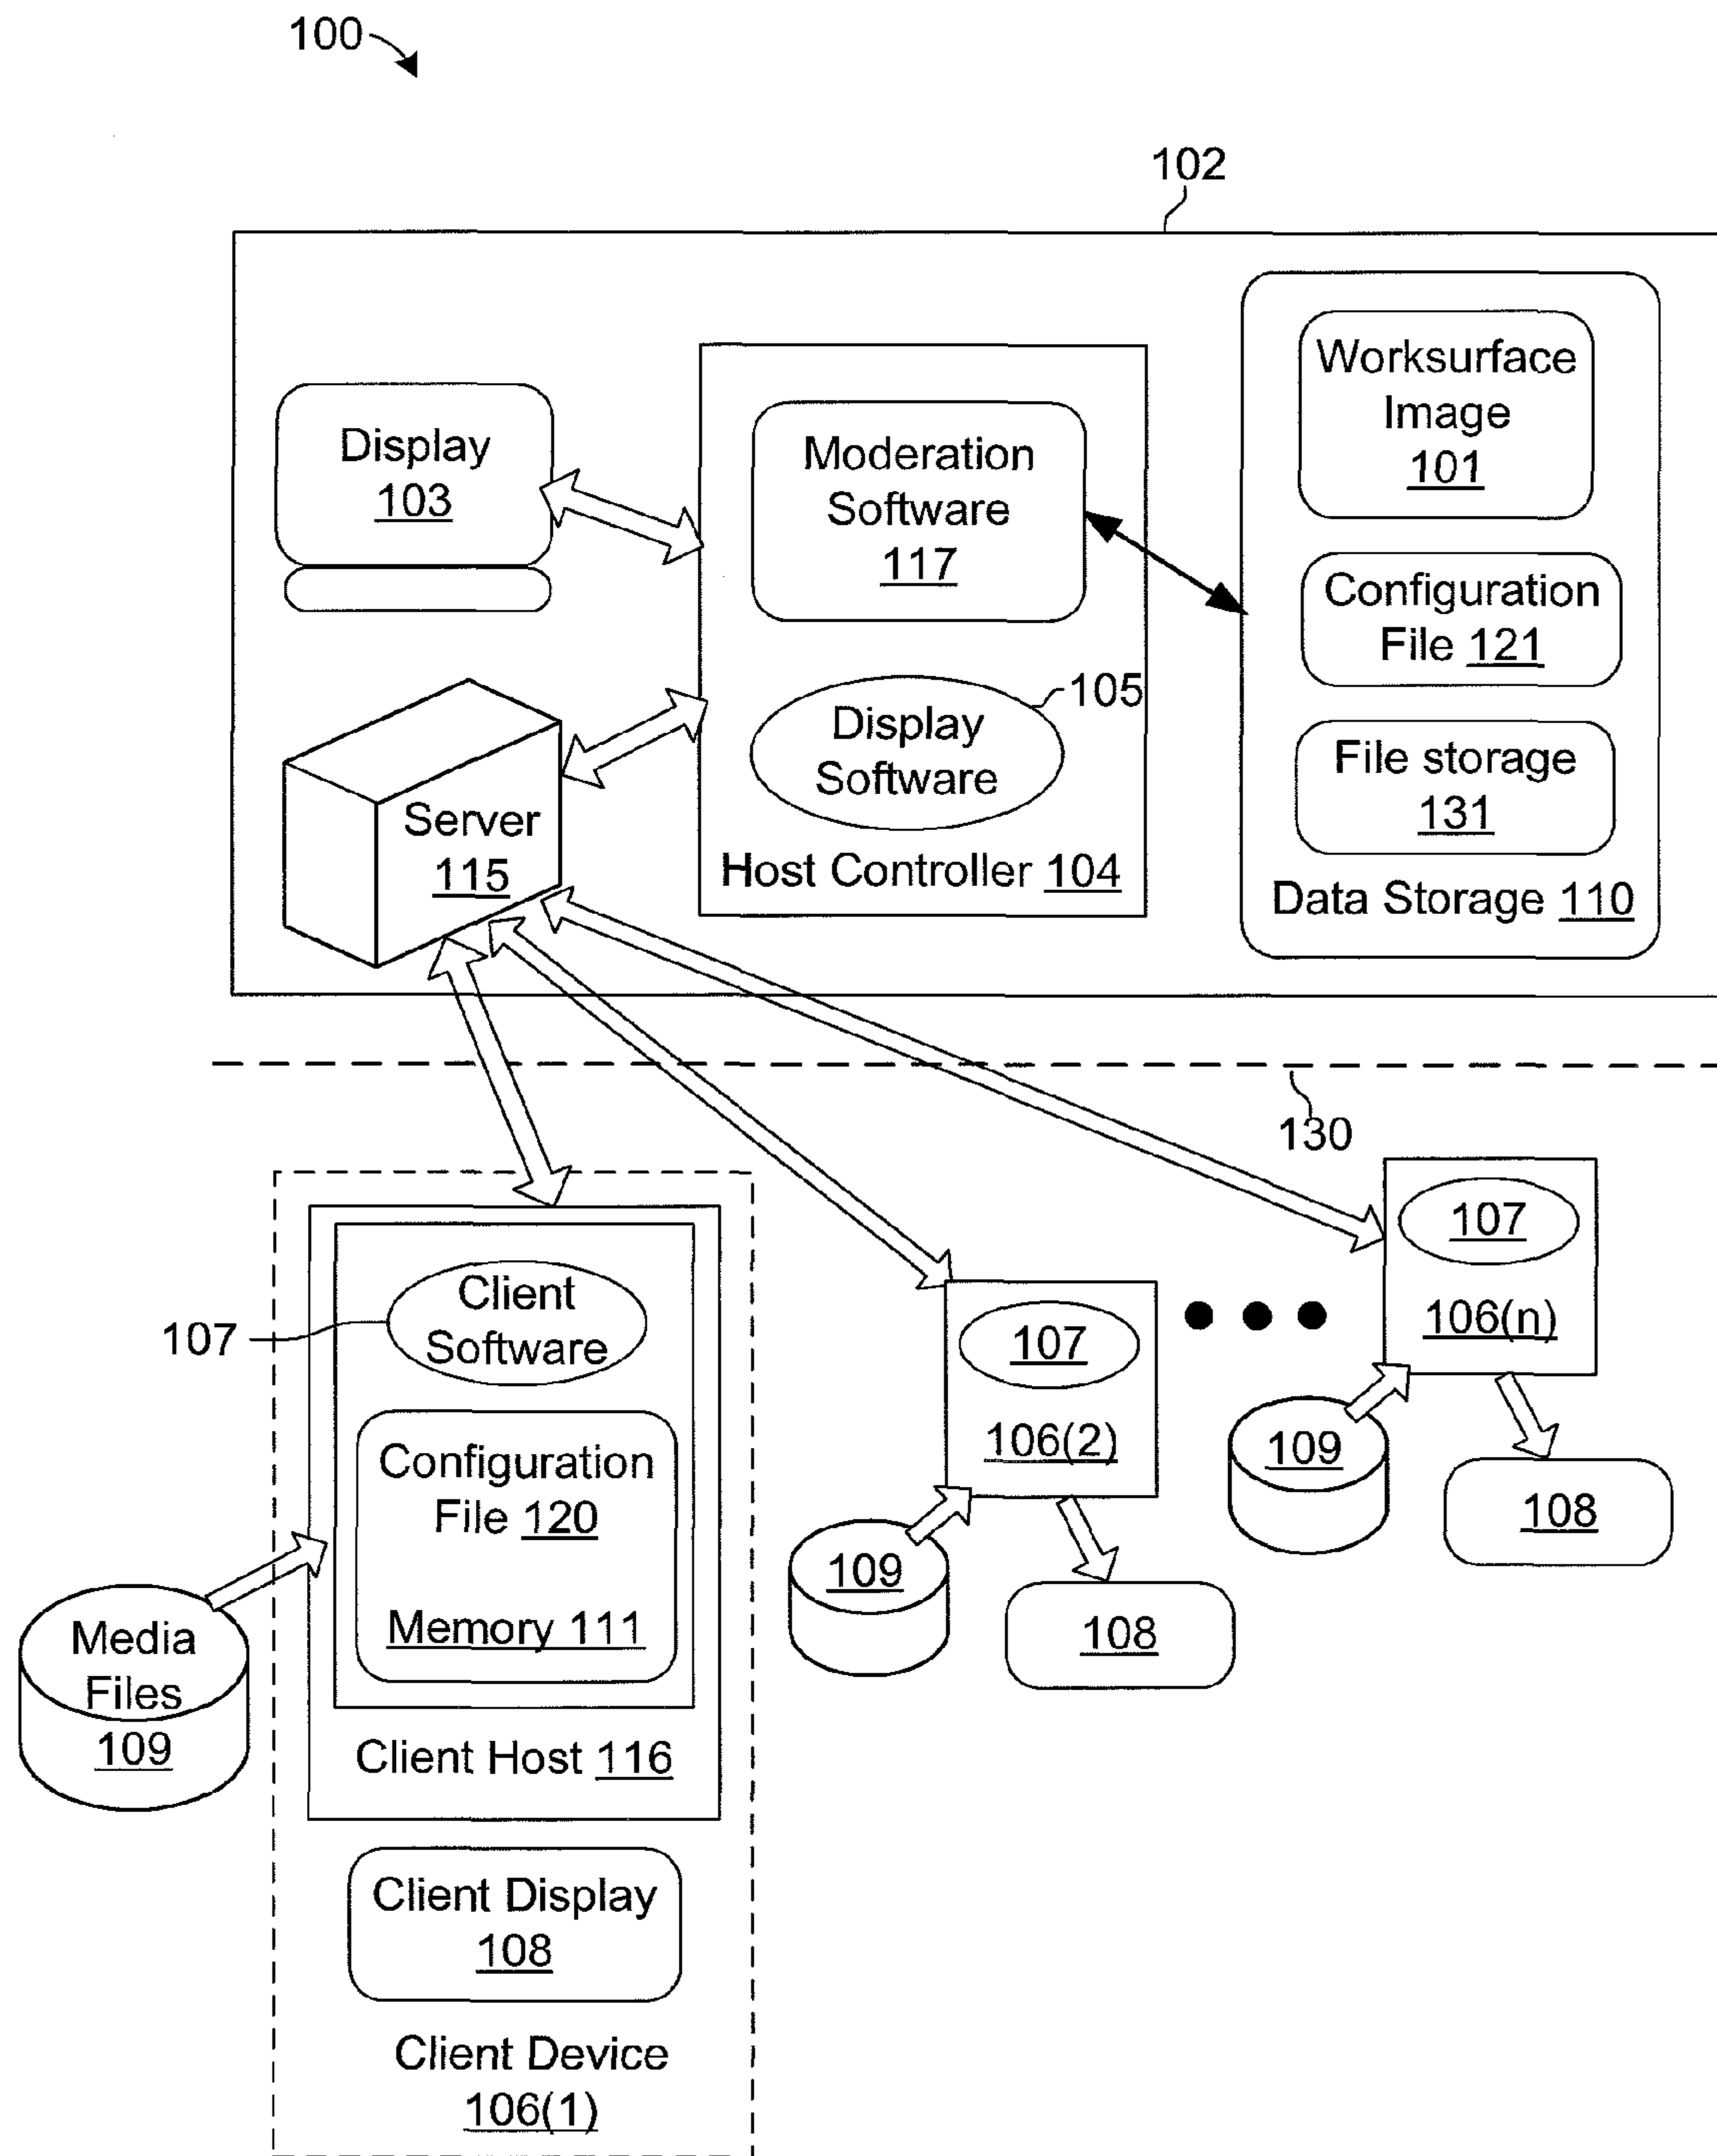 100
102
Display
103
Moderation
Software
117
Worksurface
Image
101
Configuration
File 121
File storage
131
Data Storage 110
105
Display
Software
Host Controller 104
Server
115
130
107
Client
Software
Configuration
File 120
Memory 111
Client Host 116
Media
Files
109
Client Display
108
Client Device
106(1)
107
106(2)
109
108
107
106(n)
109
108